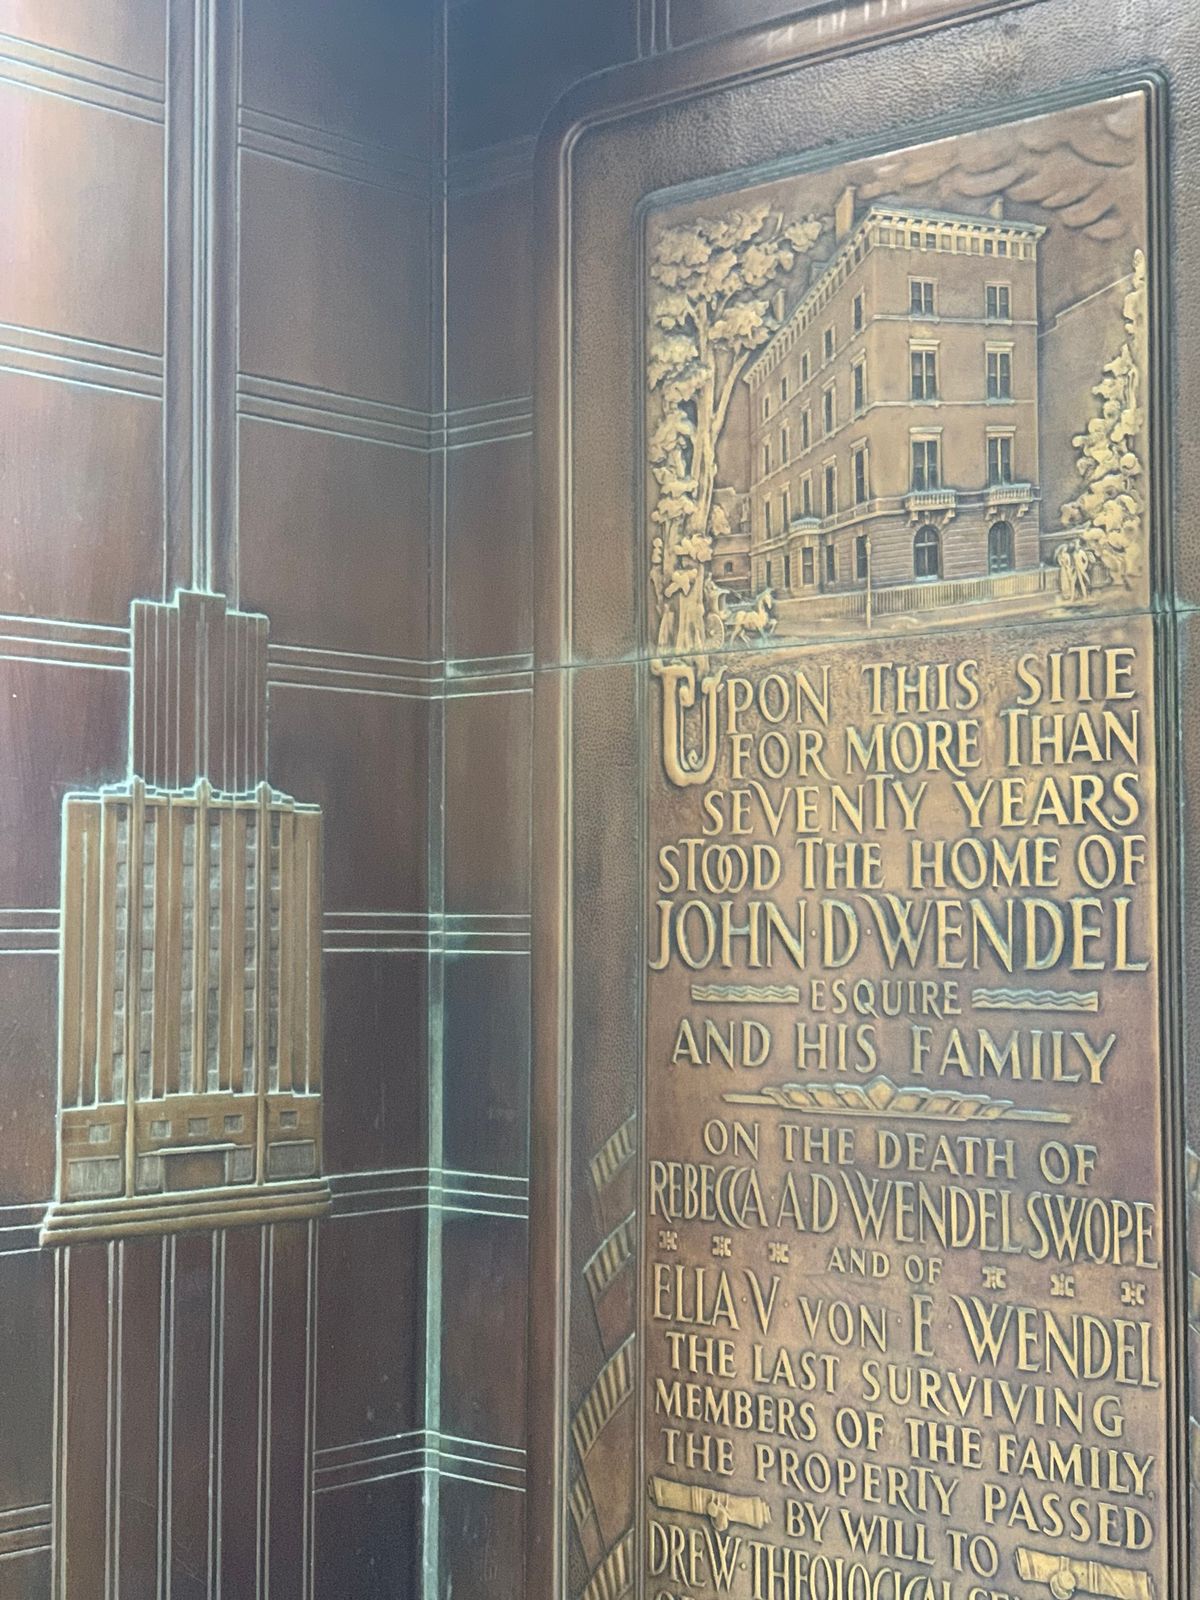 UPON THIS SITE
FOR MORE THAN
SEVENTY YEARS
STOOD THE HOME OF
JOHN·D·WENDEL
ESQUIRE
AND HIS FAMILY
ON THE DEATH OF
REBECCA·A·D·WENDEL·SWOPE
AND OF
ELLA·V·VON·E·WENDEL
THE LAST SURVIVING
MEMBERS OF THE FAMILY,
THE PROPERTY PASSED
BY WILL TO
DREW·THEOLOGICAL